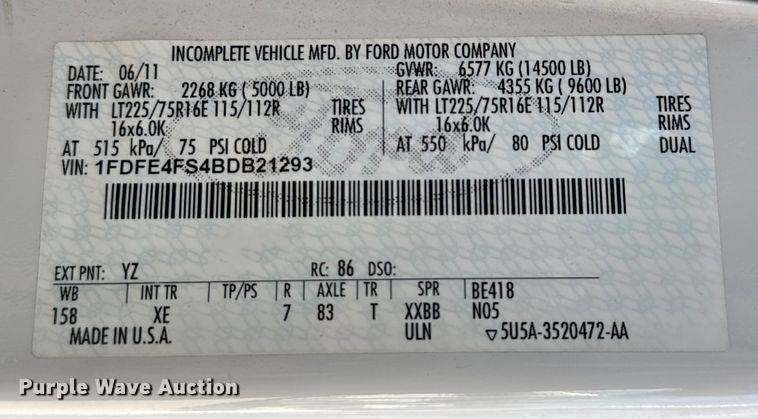 INCOMPLETE VEHICLE MFD. BY FORD MOTOR COMPANY
DATE: 06/11 GVWR: 6577 KG (14500 LB)
FRONT GAWR: 2268 KG ( 5000 LB) REAR GAWR: 4355 KG ( 9600 LB)
WITH LT225/75R16E 115/112R TIRES WITH LT225/75R16E 115/112R TIRES
16x6.0K RIMS 16x6.0K RIMS
AT 515 kPa/ 75 PSI COLD AT 550 kPa/ 80 PSI COLD DUAL
VIN: 1FDFE4FS4BDB21293
Ford
EXT PNT: YZ RC: 86 DSO:
WB INT TR TP/PS R AXLE TR SPR BE418
158 XE 7 83 T XXBB N05
MADE IN U.S.A. ULN ▽5U5A-3520472-AA
Purple Wave Auction